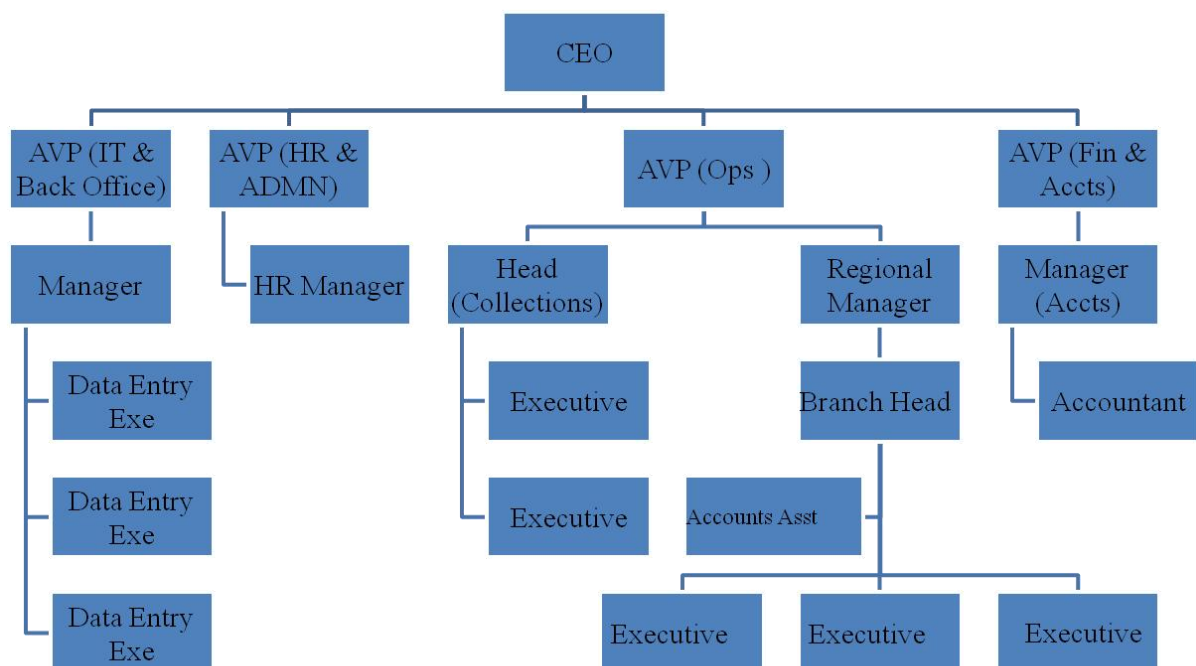 CEO
AVP (IT &
Back Office)
AVP (HR &
ADMN)
AVP (Ops )
AVP (Fin &
Accts)
Manager
HR Manager
Head
(Collections)
Regional
Manager
Manager
(Accts)
Data Entry
Exe
Executive
Branch Head
Accountant
Data Entry
Exe
Executive
Accounts Asst
Data Entry
Exe
Executive
Executive
Executive